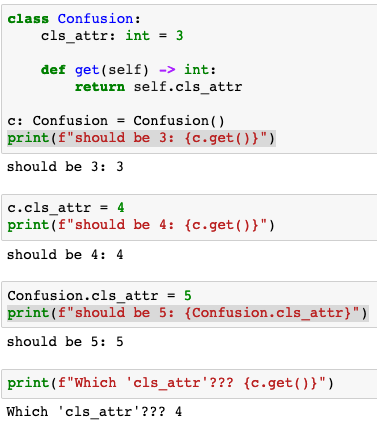 class Confusion:
    cls_attr: int = 3

    def get(self) -> int:
        return self.cls_attr

c: Confusion = Confusion()
print(f"should be 3: {c.get()}")
should be 3: 3
c.cls_attr = 4
print(f"should be 4: {c.get()}")
should be 4: 4
Confusion.cls_attr = 5
print(f"should be 5: {Confusion.cls_attr}")
should be 5: 5
print(f"Which 'cls_attr'??? {c.get()}")
Which 'cls_attr'??? 4